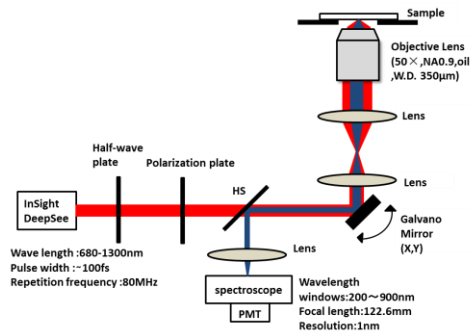 Sample
Objective Lens
(50×,NA0.9,oil
,W.D. 350μm)
Lens
Half-wave
plate
Polarization plate
HS
Lens
InSight
DeepSee
Galvano
Mirror
(X,Y)
Wave length :680-1300nm
Pulse width :~100fs
Repetition frequency :80MHz
Lens
spectroscope
PMT
Wavelength
windows:200～900nm
Focal length:122.6mm
Resolution:1nm